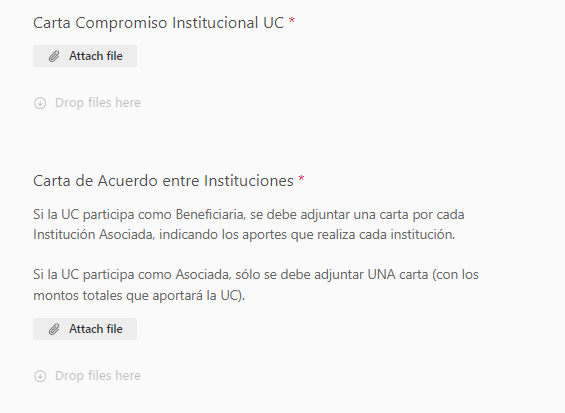 Carta Compromiso Institucional UC *
Attach file
Drop files here
Carta de Acuerdo entre Instituciones *
Si la UC participa como Beneficiaria, se debe adjuntar una carta por cada
Institución Asociada, indicando los aportes que realiza cada institución.
Si la UC participa como Asociada, sólo se debe adjuntar UNA carta (con los
montos totales que aportará la UC).
Attach file
Drop files here